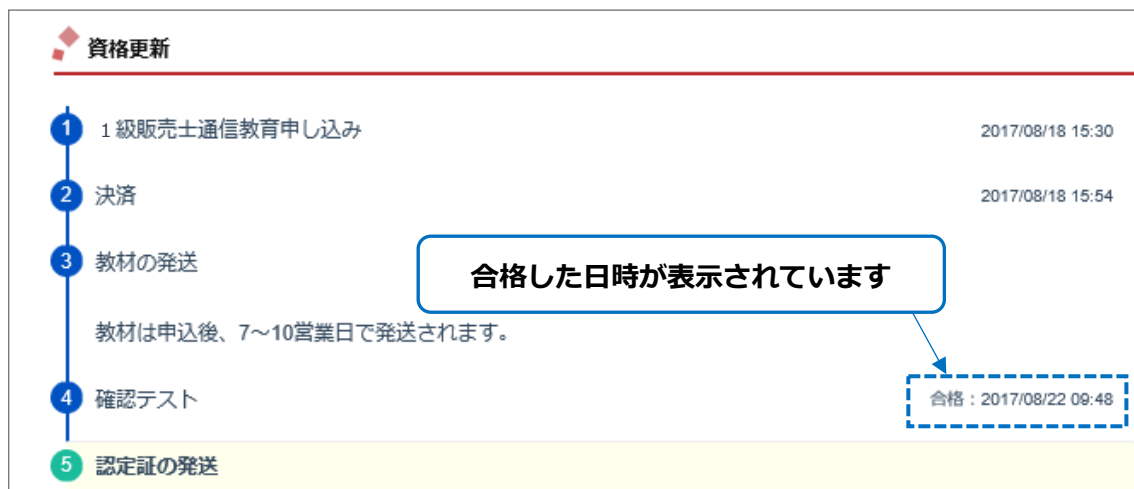 資格更新
1 １級販売士通信教育申し込み 2017/08/18 15:30
2 決済 2017/08/18 15:54
3 教材の発送
合格した日時が表示されています
教材は申込後、7～10営業日で発送されます。
4 確認テスト 合格：2017/08/22 09:48
5 認定証の発送